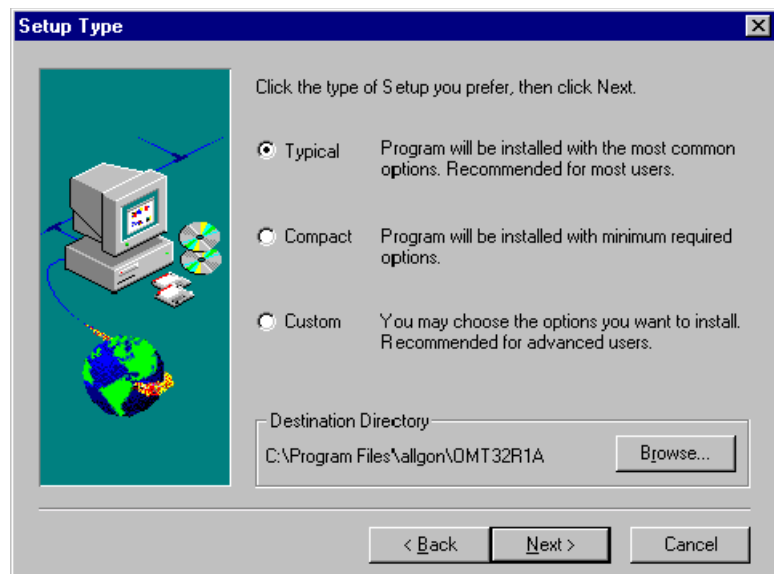 Setup Type
Click the type of Setup you prefer, then click Next.
Typical
Program will be installed with the most common
options. Recommended for most users.
Compact
Program will be installed with minimum required
options.
Custom
You may choose the options you want to install.
Recommended for advanced users.
Destination Directory
C:\Program Files\allgon\OMT32R1A
Browse...
< Back
Next >
Cancel